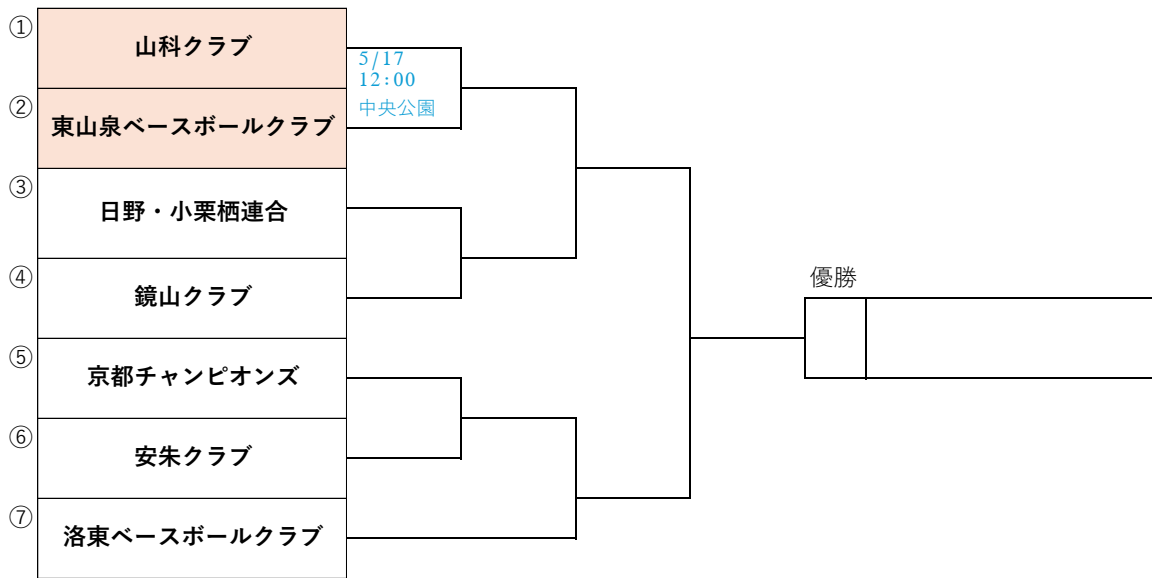 ①
山科クラブ
5/17
12:00
中央公園
②
東山泉ベースボールクラブ
③
日野・小栗栖連合
④
鏡山クラブ
優勝
⑤
京都チャンピオンズ
⑥
安朱クラブ
⑦
洛東ベースボールクラブ